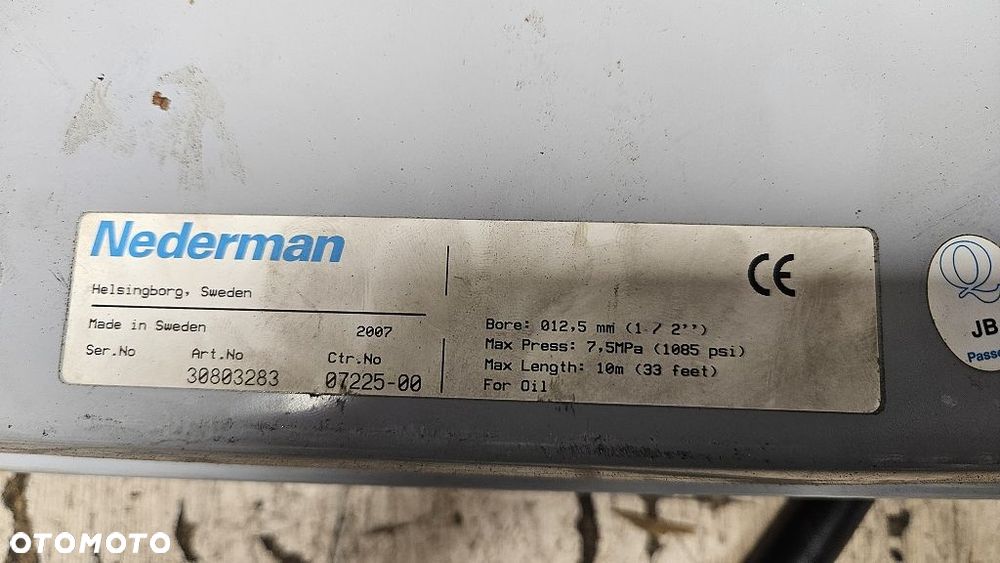 Nederman
Helsingborg, Sweden
Made in Sweden 2007
Ser.No Art.No Ctr.No
30803283 07225-00
Bore: Ø12,5 mm (1 / 2'')
Max Press: 7,5MPa (1085 psi)
Max Length: 10m (33 feet)
For Oil
CE
Q
JB
OTOMOTO